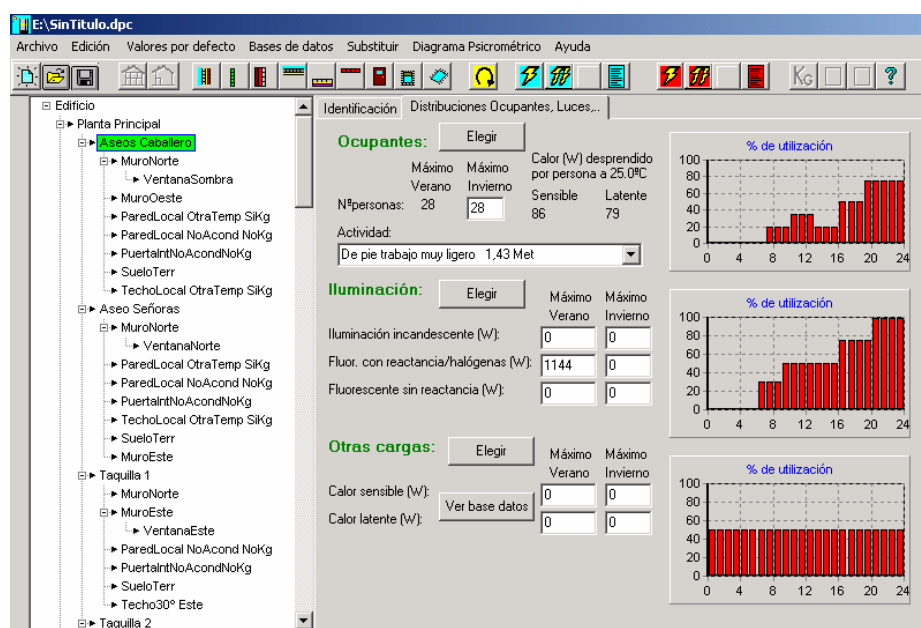 E:\SinTitulo.dpc
Archivo Edición Valores por defecto Bases de datos Substituir Diagrama Psicrométrico Ayuda
KG ?
Edificio
Planta Principal
Aseos Caballero
MuroNorte
VentanaSombra
MuroOeste
ParedLocal OtraTemp SiKg
ParedLocal NoAcond NoKg
PuertaIntNoAcondNoKg
SueloTerr
TechoLocal OtraTemp SiKg
Aseo Señoras
MuroNorte
VentanaNorte
ParedLocal OtraTemp SiKg
ParedLocal NoAcond NoKg
PuertaIntNoAcondNoKg
TechoLocal OtraTemp SiKg
SueloTerr
MuroEste
Taquilla 1
MuroNorte
MuroEste
VentanaEste
ParedLocal NoAcond NoKg
PuertaIntNoAcondNoKg
SueloTerr
Techo30º Este
Taquilla 2
Identificación Distribuciones Ocupantes, Luces,..
Ocupantes: Elegir
Máximo Verano Máximo Invierno Calor (W) desprendido por persona a 25.0ºC
Sensible Latente
Nºpersonas: 28 28 86 79
Actividad:
De pie trabajo muy ligero 1,43 Met
Iluminación: Elegir
Máximo Verano Máximo Invierno
Iluminación incandescente (W): 0 0
Fluor. con reactancia/halógenas (W): 1144 0
Fluorescente sin reactancia (W): 0 0
Otras cargas: Elegir
Máximo Verano Máximo Invierno
Calor sensible (W): 0 0
Ver base datos
Calor latente (W): 0 0
% de utilización
100
80
60
40
20
0
0 4 8 12 16 20 24
% de utilización
100
80
60
40
20
0
0 4 8 12 16 20 24
% de utilización
100
80
60
40
20
0
0 4 8 12 16 20 24